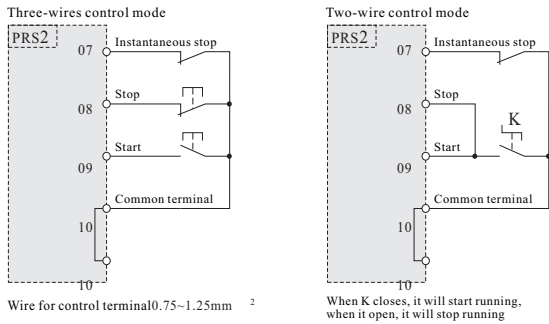 Three-wires control mode
PRS2
07 Instantaneous stop
Stop
08
Start
09
Common terminal
10
10
Wire for control terminal0.75~1.25mm 2
Two-wire control mode
PRS2
07 Instantaneous stop
Stop
08
K
Start
09
Common terminal
10
10
When K closes, it will start running,
when it open, it will stop running